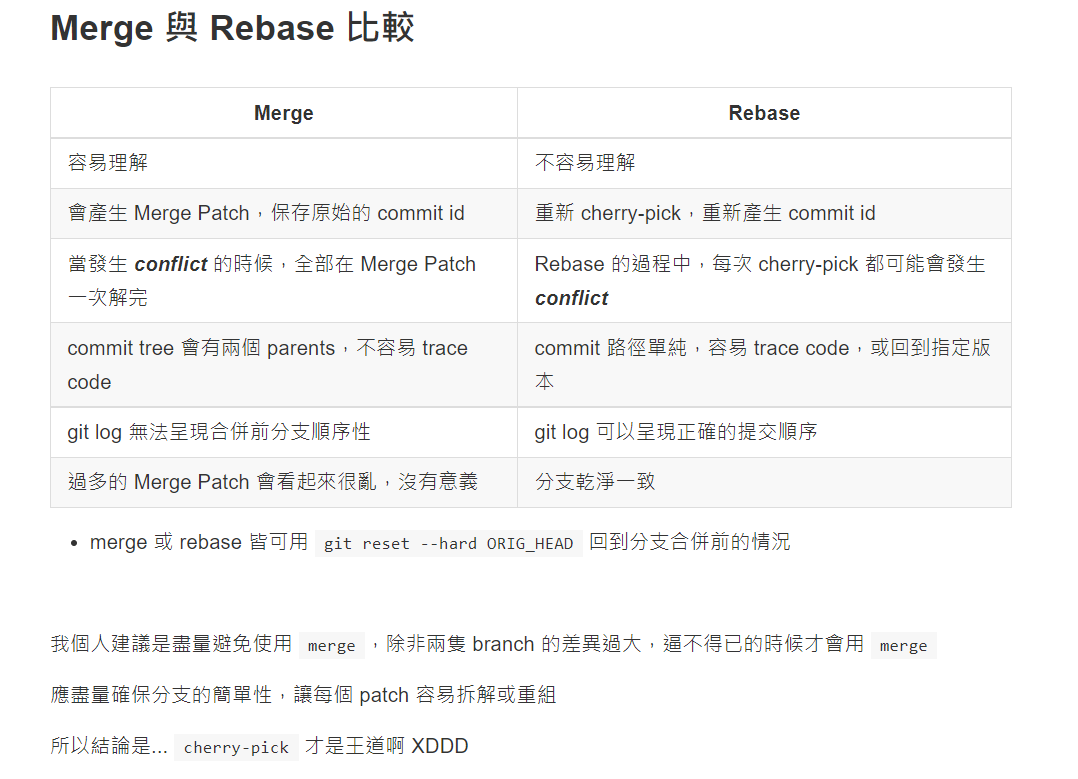 Merge 與 Rebase 比較
Merge
Rebase
容易理解
不容易理解
會產生 Merge Patch，保存原始的 commit id
重新 cherry-pick，重新產生 commit id
當發生 conflict 的時候，全部在 Merge Patch
一次解完
Rebase 的過程中，每次 cherry-pick 都可能會發生
conflict
commit tree 會有兩個 parents，不容易 trace
code
commit 路徑單純，容易 trace code，或回到指定版
本
git log 無法呈現合併前分支順序性
git log 可以呈現正確的提交順序
過多的 Merge Patch 會看起來很亂，沒有意義
分支乾淨一致
• merge 或 rebase 皆可用 git reset --hard ORIG_HEAD 回到分支合併前的情況
我個人建議是盡量避免使用 merge ，除非兩隻 branch 的差異過大，逼不得已的時候才會用 merge
應盡量確保分支的簡單性，讓每個 patch 容易拆解或重組
所以結論是... cherry-pick 才是王道啊 XDDD